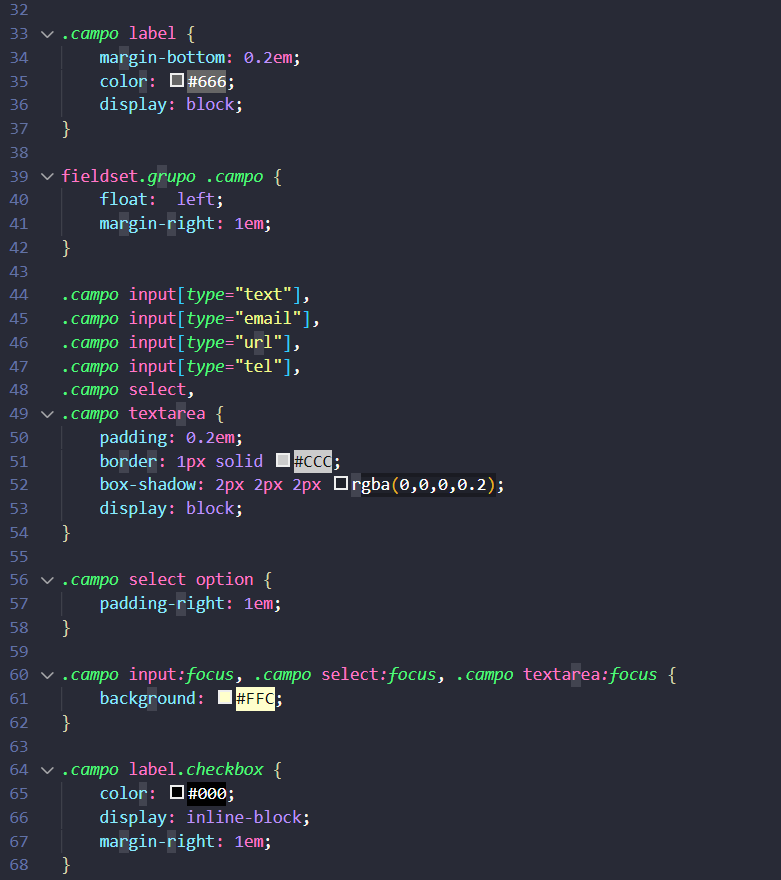 32
33 .campo label {
34 margin-bottom: 0.2em;
35 color: #666;
36 display: block;
37 }
38
39 fieldset.grupo .campo {
40 float:  left;
41 margin-right: 1em;
42 }
43
44 .campo input[type="text"],
45 .campo input[type="email"],
46 .campo input[type="url"],
47 .campo input[type="tel"],
48 .campo select,
49 .campo textarea {
50 padding: 0.2em;
51 border: 1px solid #CCC;
52 box-shadow: 2px 2px 2px rgba(0,0,0,0.2);
53 display: block;
54 }
55
56 .campo select option {
57 padding-right: 1em;
58 }
59
60 .campo input:focus, .campo select:focus, .campo textarea:focus {
61 background: #FFC;
62 }
63
64 .campo label.checkbox {
65 color: #000;
66 display: inline-block;
67 margin-right: 1em;
68 }